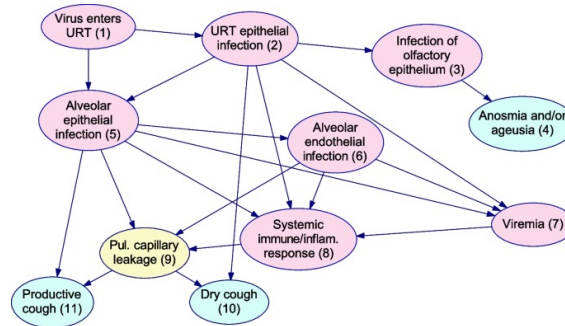 Virus enters
URT (1)
URT epithelial
infection (2)
Infection of
olfactory
epithelium (3)
Anosmia and/or
ageusia (4)
Alveolar
epithelial
infection (5)
Alveolar
endothelial
infection (6)
Viremia (7)
Systemic
immune/inflam.
response (8)
Pul. capillary
leakage (9)
Productive
cough (11)
Dry cough
(10)